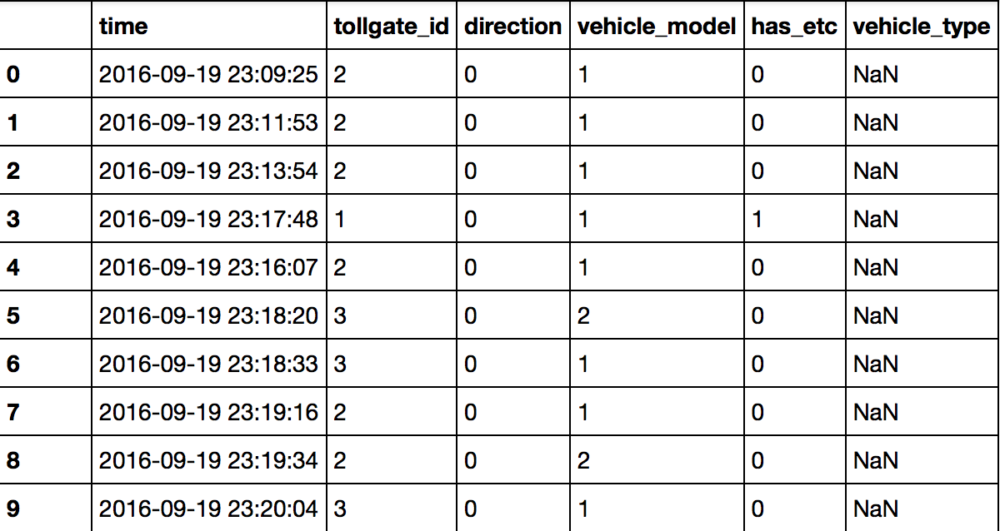 time tollgate_id direction vehicle_model has_etc vehicle_type
0 2016-09-19 23:09:25 2 0 1 0 NaN
1 2016-09-19 23:11:53 2 0 1 0 NaN
2 2016-09-19 23:13:54 2 0 1 0 NaN
3 2016-09-19 23:17:48 1 0 1 1 NaN
4 2016-09-19 23:16:07 2 0 1 0 NaN
5 2016-09-19 23:18:20 3 0 2 0 NaN
6 2016-09-19 23:18:33 3 0 1 0 NaN
7 2016-09-19 23:19:16 2 0 1 0 NaN
8 2016-09-19 23:19:34 2 0 2 0 NaN
9 2016-09-19 23:20:04 3 0 1 0 NaN